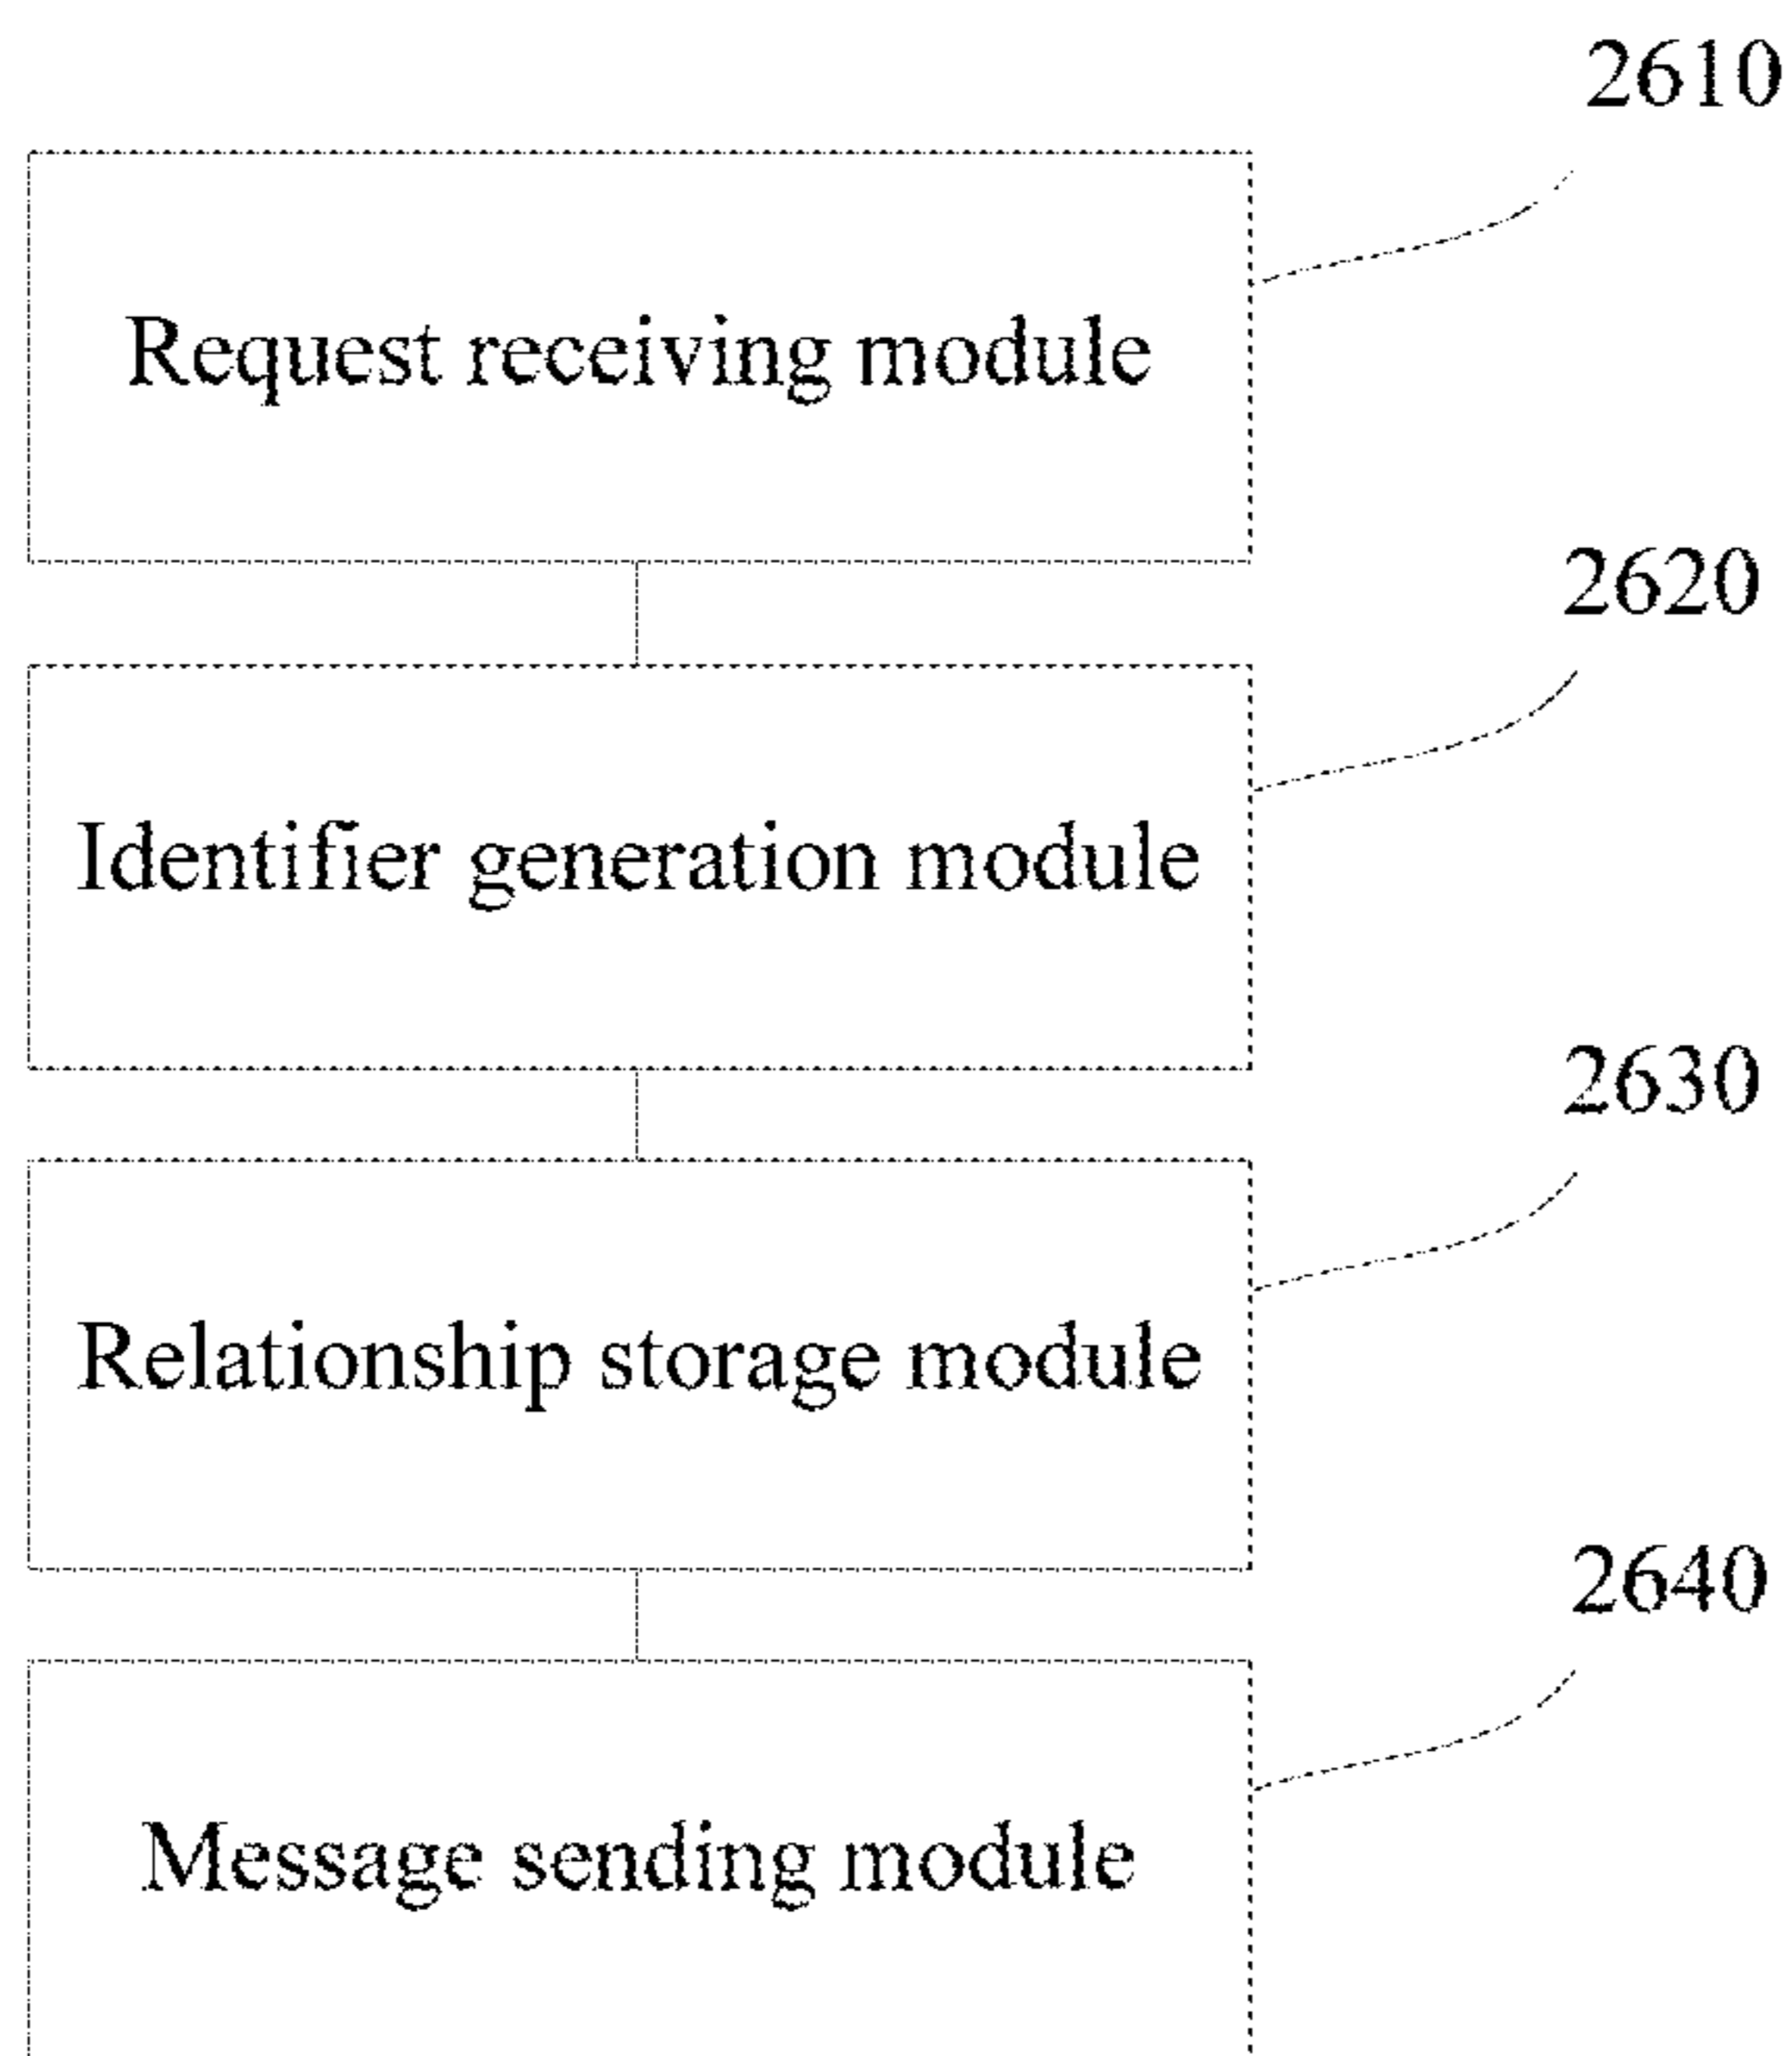 2610
Request receiving module
2620
Identifier generation module
2630
Relationship storage module
2640
Message sending module